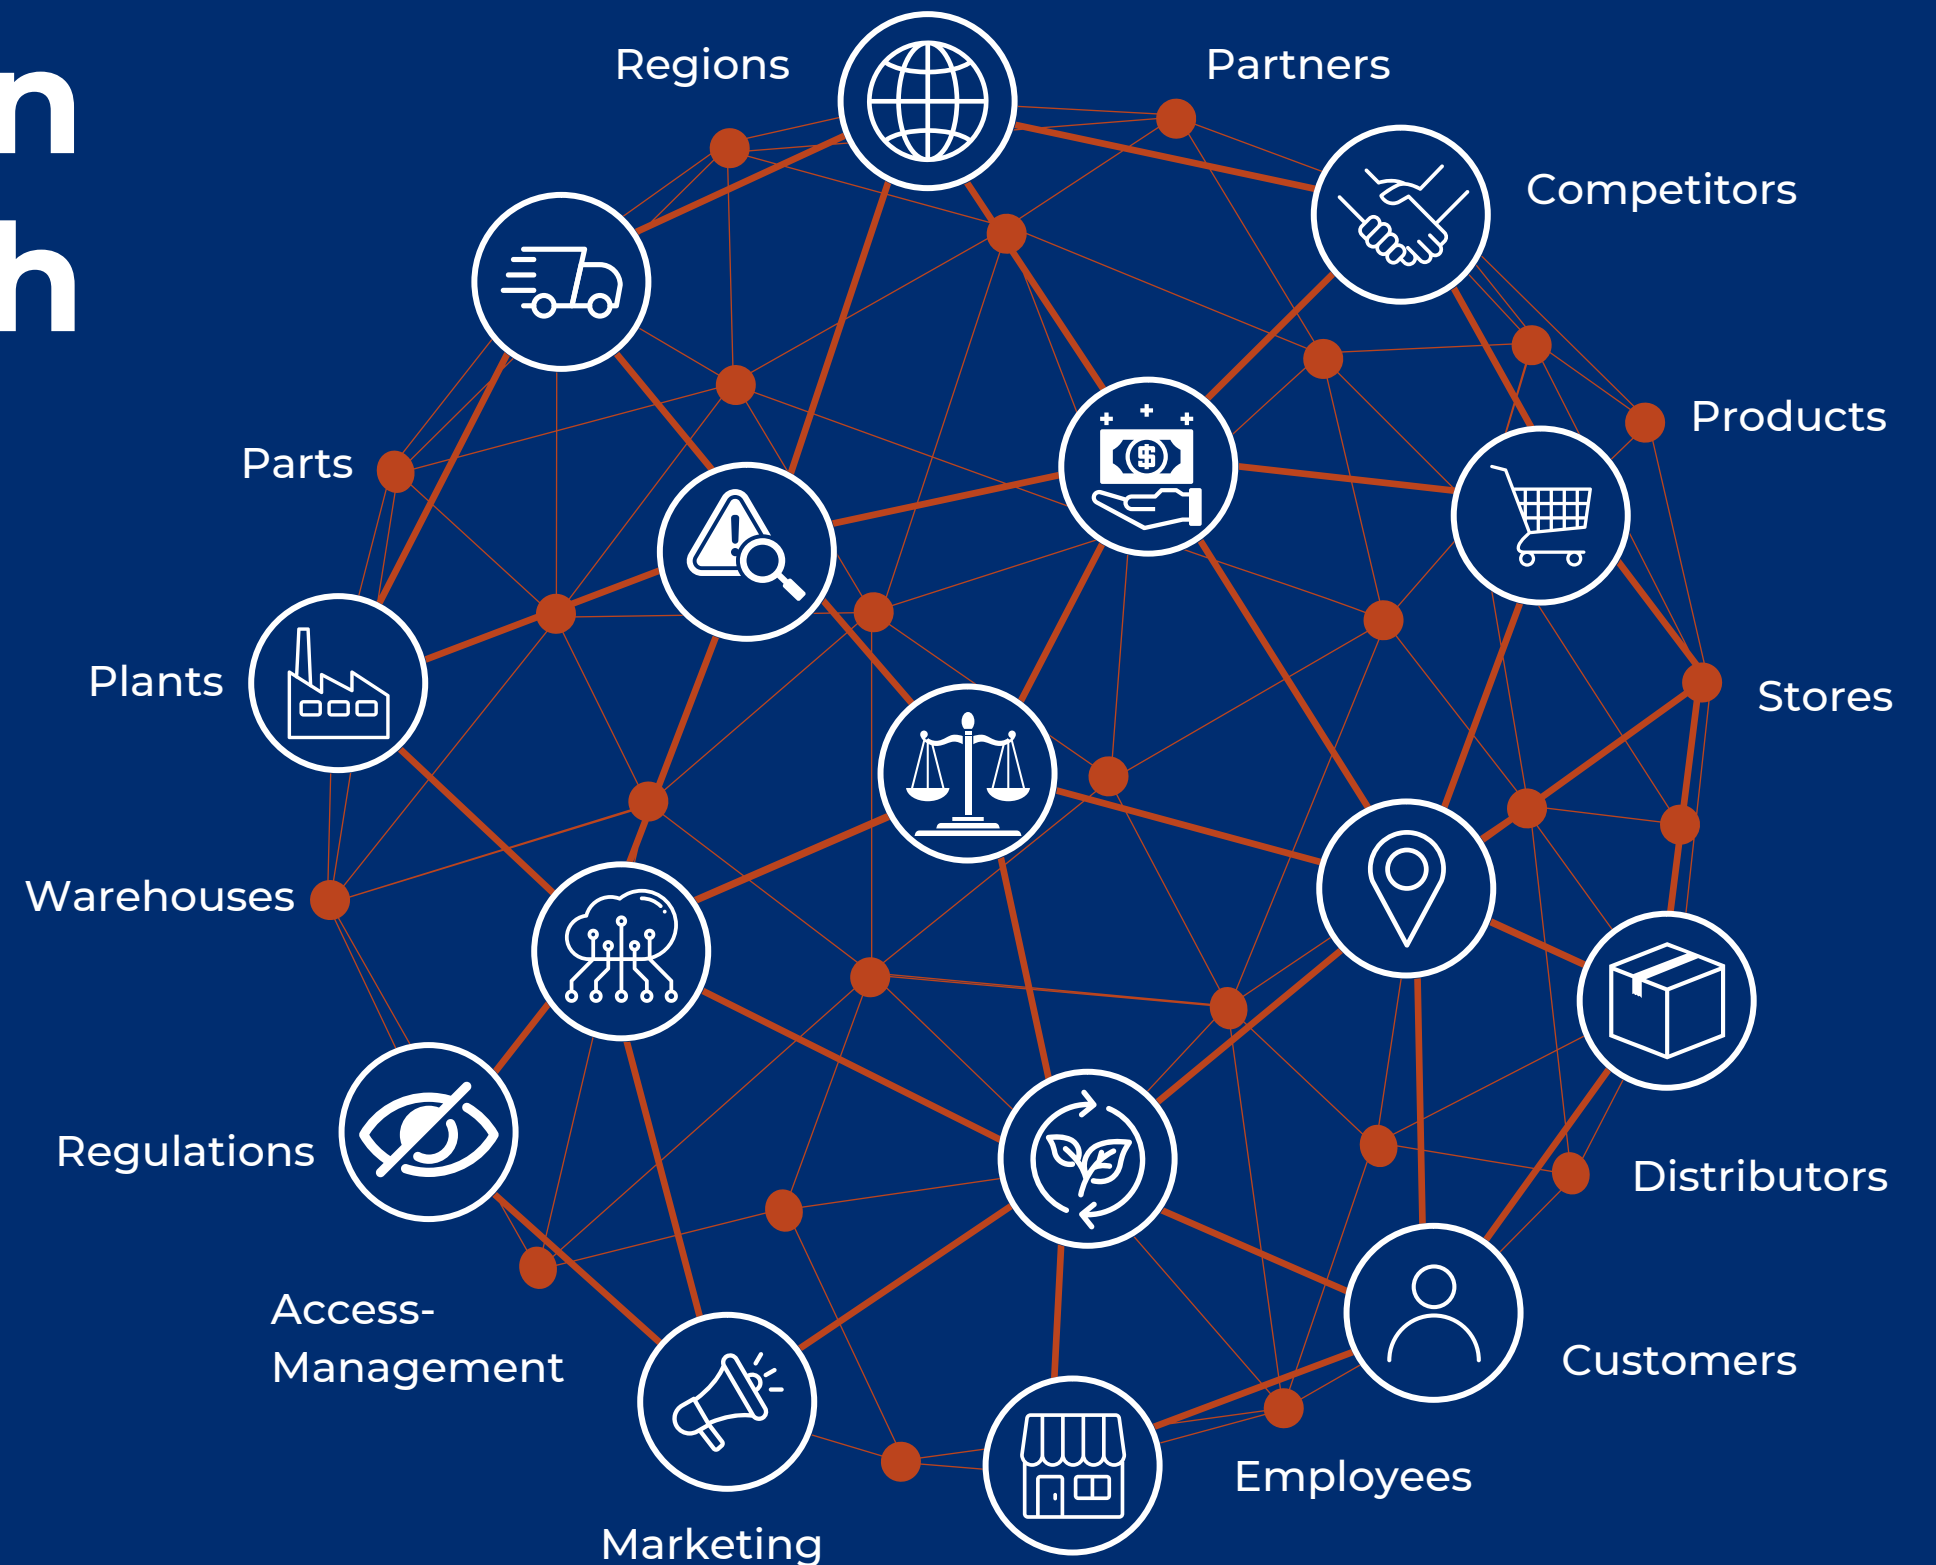 n
h
Regions
Partners
Competitors
Products
Parts
Plants
Stores
Warehouses
Regulations
Distributors
Access-
Management
Customers
Employees
Marketing